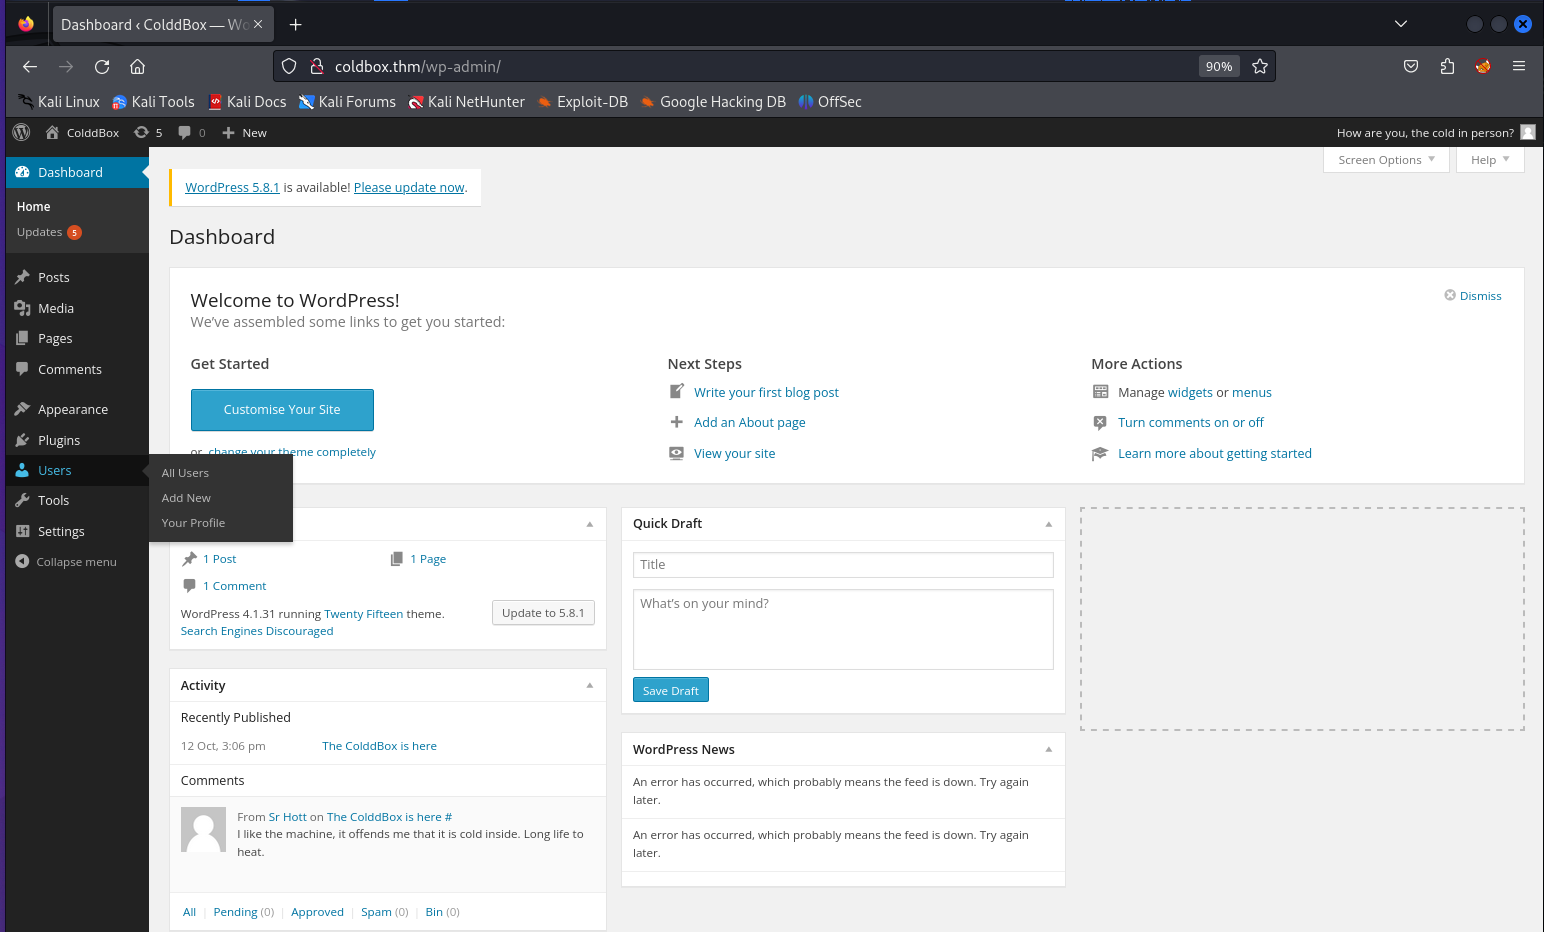 Dashboard ‹ ColddBox — Wo
coldbox.thm/wp-admin/
90%
Kali Linux
Kali Tools
Kali Docs
Kali Forums
Kali NetHunter
Exploit-DB
Google Hacking DB
OffSec
ColddBox
5
0
New
How are you, the cold in person?
Dashboard
Home
Updates 5
Posts
Media
Pages
Comments
Appearance
Plugins
Users
Tools
Settings
Collapse menu
All Users
Add New
Your Profile
Screen Options
Help
WordPress 5.8.1 is available! Please update now.
Dashboard
Welcome to WordPress!
We've assembled some links to get you started:
Dismiss
Get Started
Customise Your Site
or, change your theme completely
Next Steps
Write your first blog post
Add an About page
View your site
More Actions
Manage widgets or menus
Turn comments on or off
Learn more about getting started
1 Post
1 Page
1 Comment
WordPress 4.1.31 running Twenty Fifteen theme.
Update to 5.8.1
Search Engines Discouraged
Activity
Recently Published
12 Oct, 3:06 pm
The ColddBox is here
Comments
From Sr Hott on The ColddBox is here #
I like the machine, it offends me that it is cold inside. Long life to
heat.
All | Pending (0) | Approved | Spam (0) | Bin (0)
Quick Draft
Title
What's on your mind?
Save Draft
WordPress News
An error has occurred, which probably means the feed is down. Try again
later.
An error has occurred, which probably means the feed is down. Try again
later.